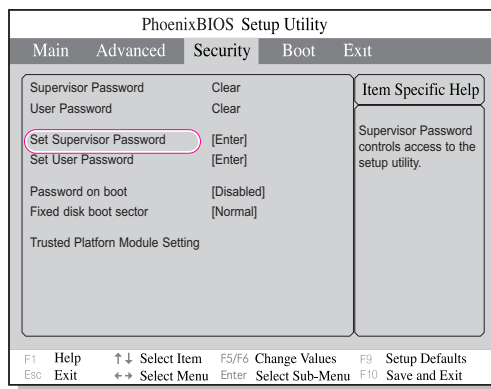 PhoenixBIOS Setup Utility
Main Advanced Security Boot Exit
Supervisor Password Clear
User Password Clear
Set Supervisor Password [Enter]
Set User Password [Enter]
Password on boot [Disabled]
Fixed disk boot sector [Normal]
Trusted Platforn Module Setting
Item Specific Help
Supervisor Password
controls access to the
setup utility.
F1 Help ↑↓ Select Item F5/F6 Change Values F9 Setup Defaults
Esc Exit ←→ Select Menu Enter Select Sub-Menu F10 Save and Exit